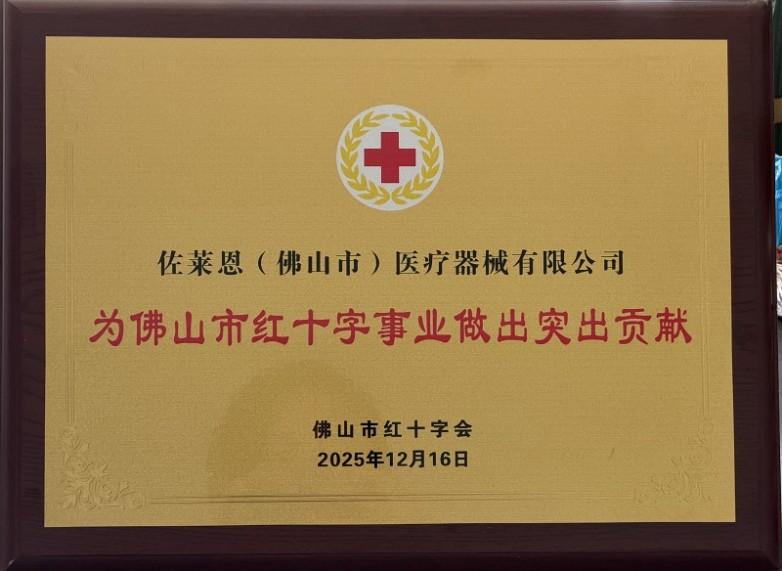 佐莱恩（佛山市）医疗器械有限公司
为佛山市红十字事业做出突出贡献
佛山市红十字会
2025年12月16日